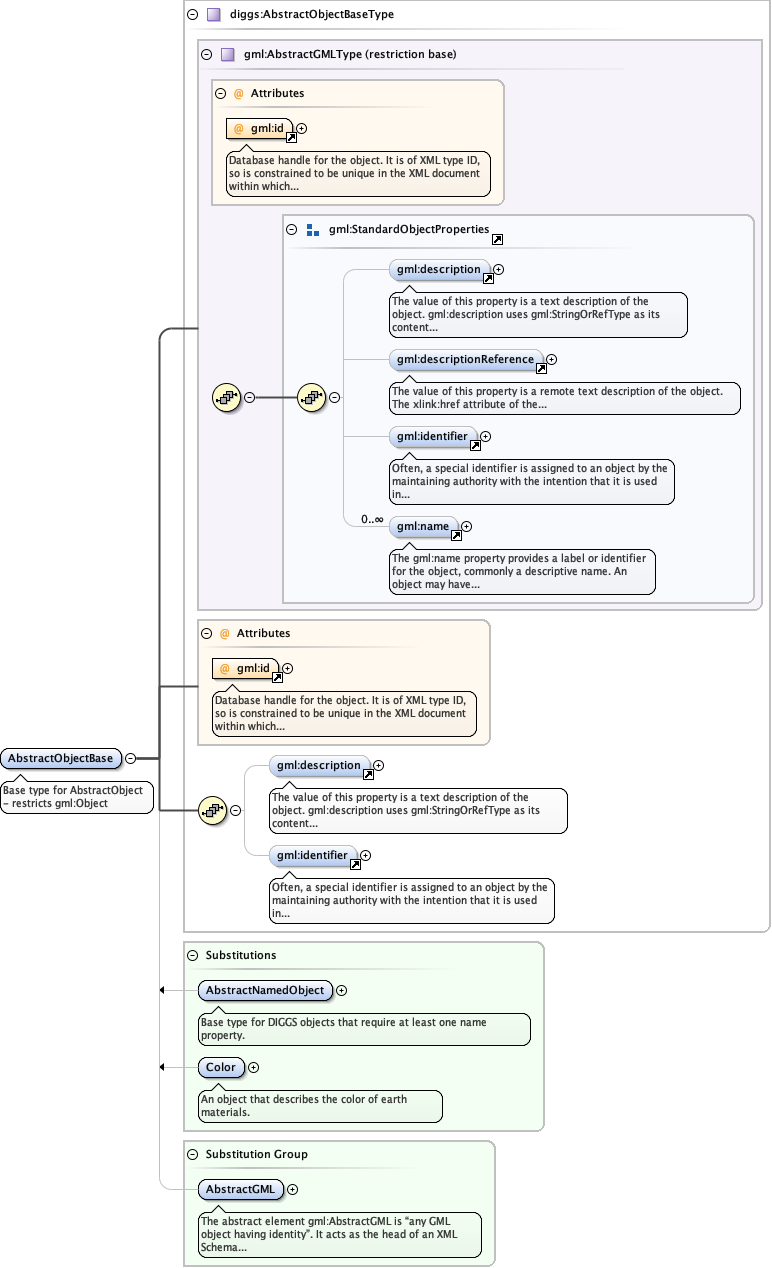 diggs:AbstractObjectBaseType
gml:AbstractGMLType (restriction base)
@ Attributes
@ gml:id
Database handle for the object. It is of XML type ID,
so is constrained to be unique in the XML document
within which...
gml:StandardObjectProperties
gml:description
The value of this property is a text description of the
object. gml:description uses gml:StringOrRefType as its
content...
gml:descriptionReference
The value of this property is a remote text description of the object.
The xlink:href attribute of the...
gml:identifier
Often, a special identifier is assigned to an object by the
maintaining authority with the intention that it is used
in...
0..∞
gml:name
The gml:name property provides a label or identifier
for the object, commonly a descriptive name. An
object may have...
@ Attributes
@ gml:id
Database handle for the object. It is of XML type ID,
so is constrained to be unique in the XML document
within which...
AbstractObjectBase
Base type for AbstractObject
– restricts gml:Object
gml:description
The value of this property is a text description of the
object. gml:description uses gml:StringOrRefType as its
content...
gml:identifier
Often, a special identifier is assigned to an object by the
maintaining authority with the intention that it is used
in...
Substitutions
AbstractNamedObject
Base type for DIGGS objects that require at least one name
property.
Color
An object that describes the color of earth
materials.
Substitution Group
AbstractGML
The abstract element gml:AbstractGML is “any GML
object having identity”. It acts as the head of an XML
Schema...